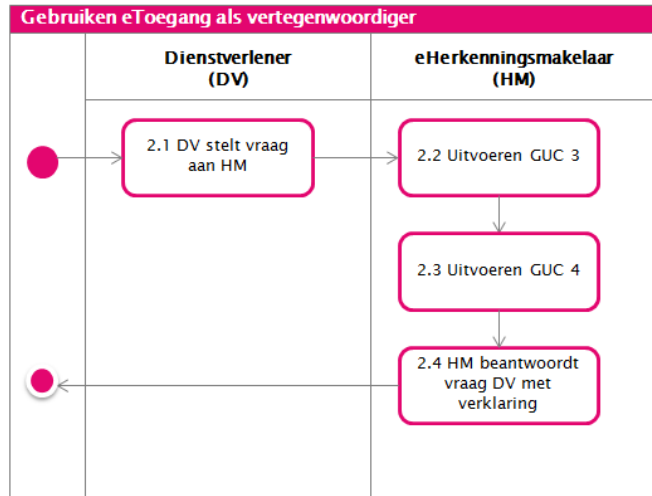 Gebruiken eToegang als vertegenwoordiger
Dienstverlener
(DV)
eHerkenningsmakelaar
(HM)
2.1 DV stelt vraag
aan HM
2.2 Uitvoeren GUC 3
2.3 Uitvoeren GUC 4
2.4 HM beantwoordt
vraag DV met
verklaring